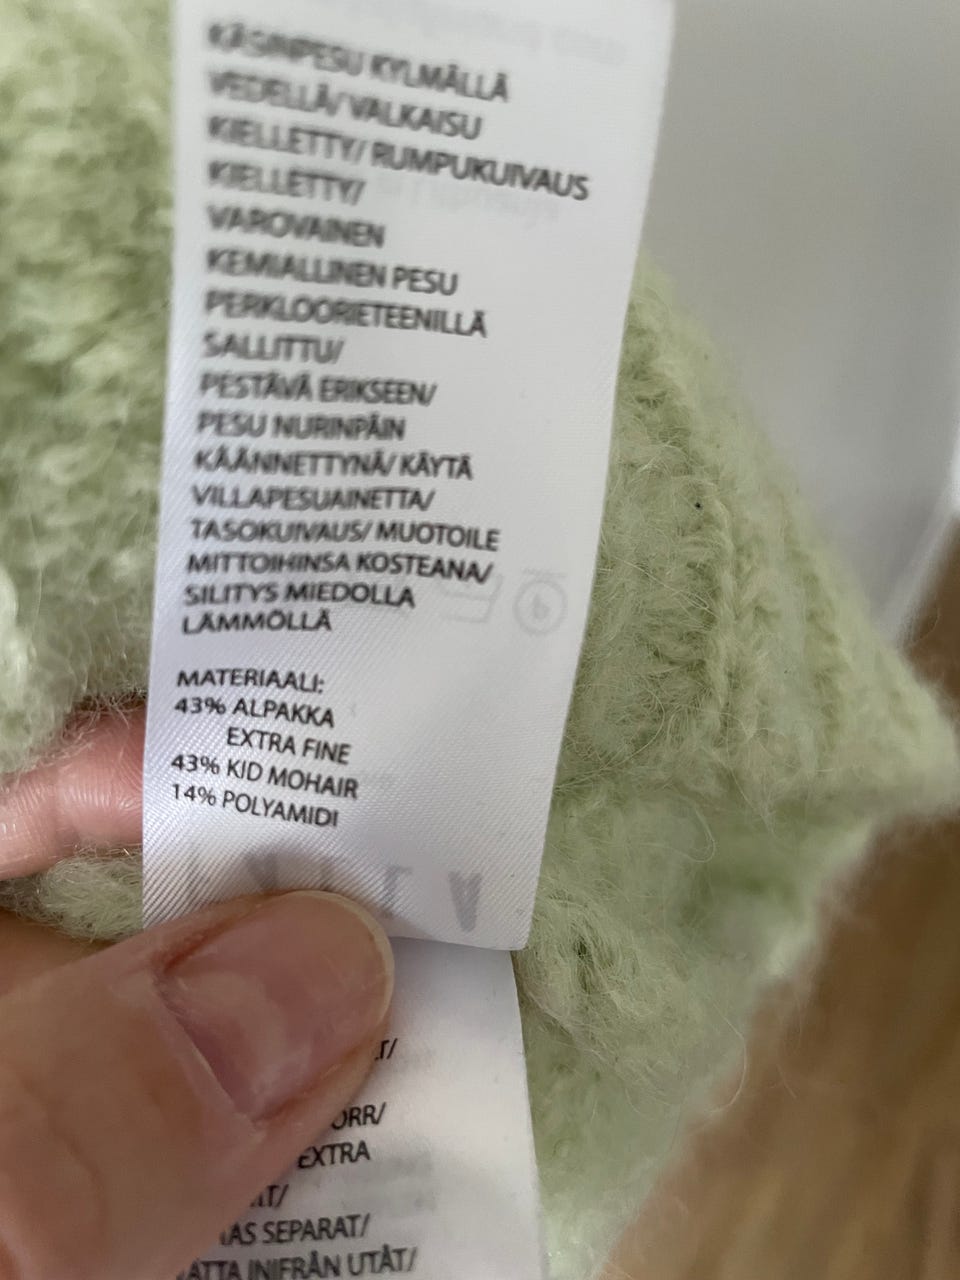 KÄSINPESU KYLMÄLLÄ
VEDELLÄ/ VALKAISU
KIELLETTY/ RUMPUKUIVAUS
KIELLETTY/
VAROVAINEN
KEMIALLINEN PESU
PERKLOORIETEENILLÄ
SALLITTU/
PESTÄVÄ ERIKSEEN/
PESU NURINPÄIN
KÄÄNNETTYNÄ/ KÄYTÄ
VILLAPESUAINETTA/
TASOKUIVAUS/ MUOTOILE
MITTOIHINSA KOSTEANA/
SILITYS MIEDOLLA
LÄMMÖLLÄ
MATERIAALI:
43% ALPAKKA
EXTRA FINE
43% KID MOHAIR
14% POLYAMIDI
EXTRA
SEPARAT/
INIFRÅN UTÅT/